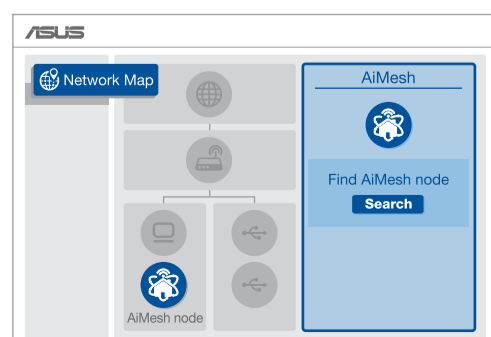 ASUS
Network Map
AiMesh
Find AiMesh node
Search
AiMesh node